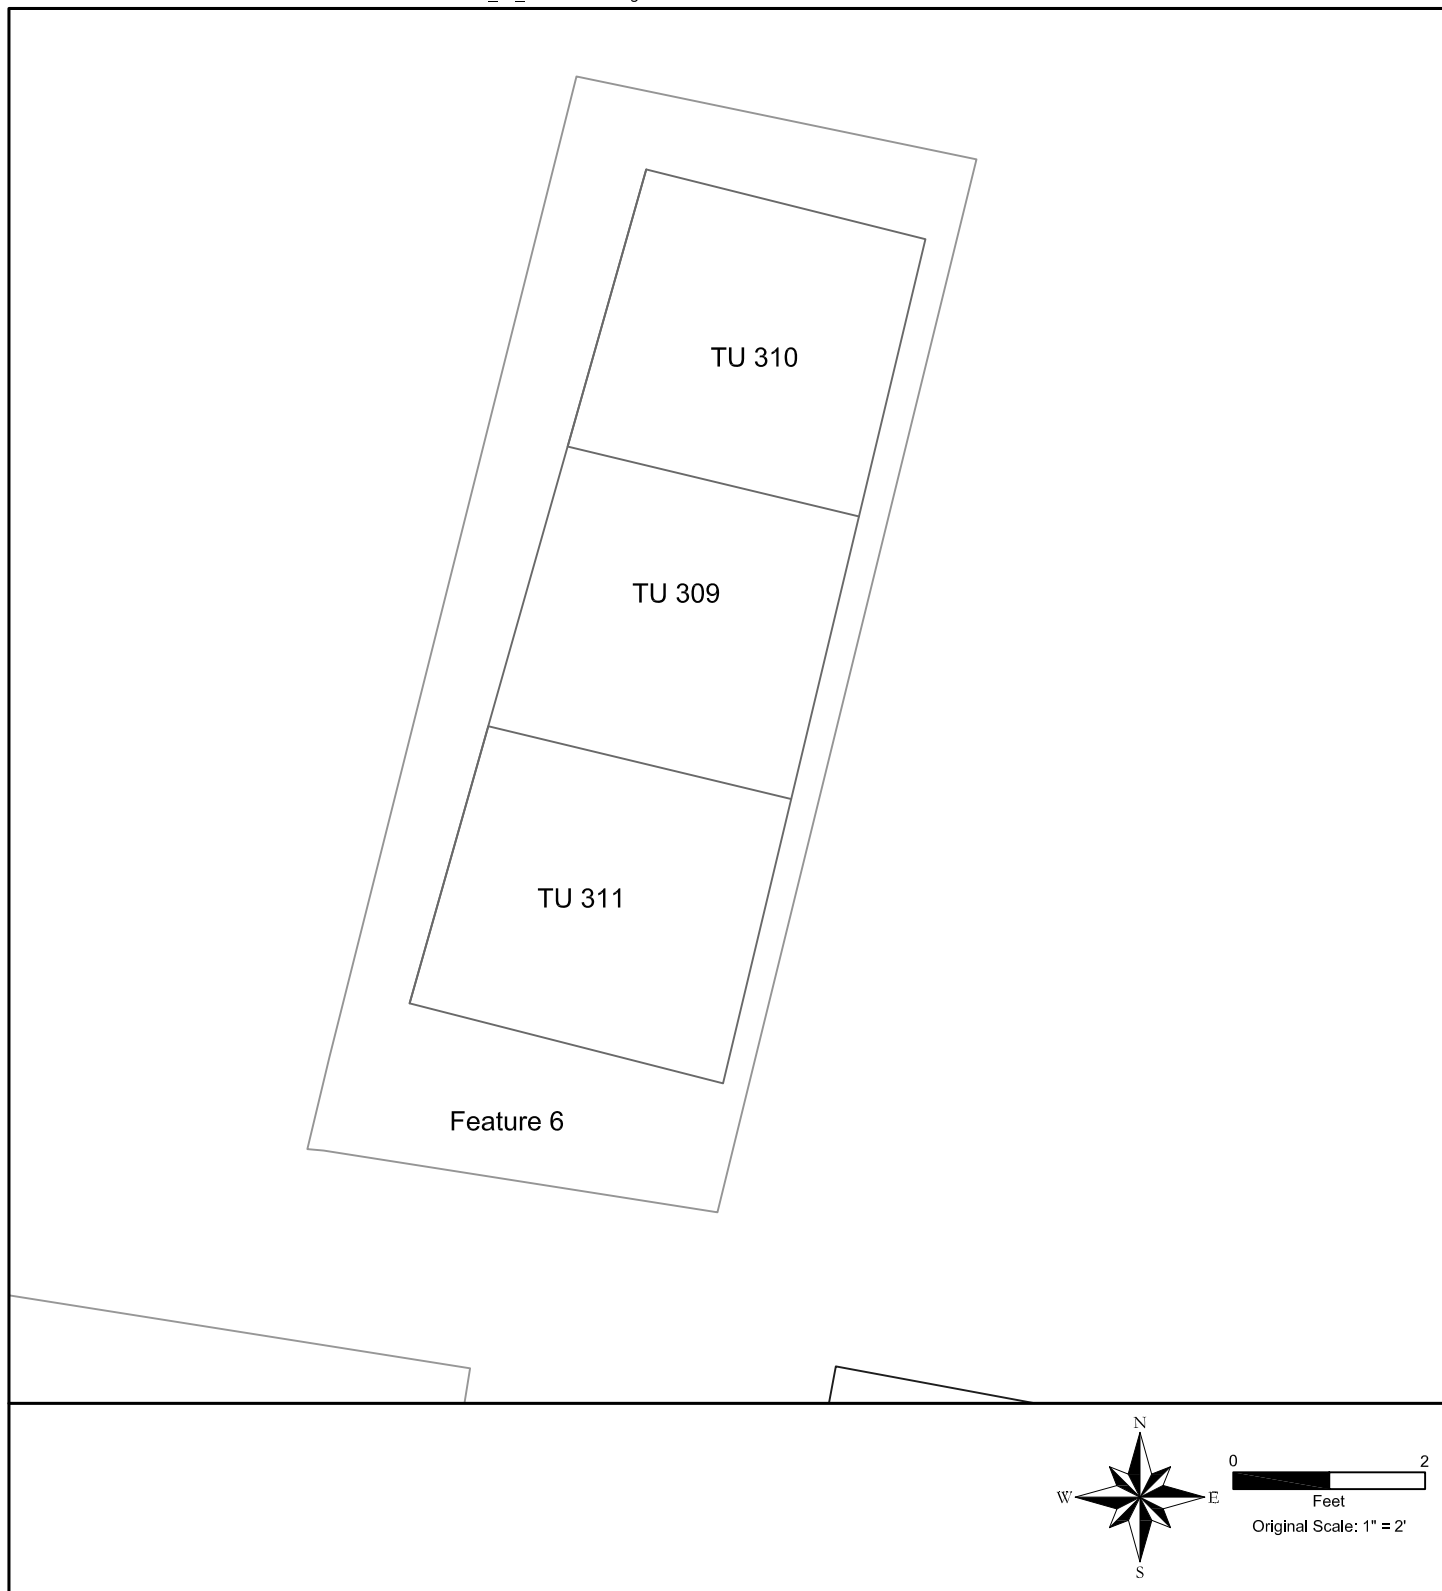 TU 310
TU 309
TU 311
Feature 6
N
W E
S
0 2
Feet
Original Scale: 1" = 2'